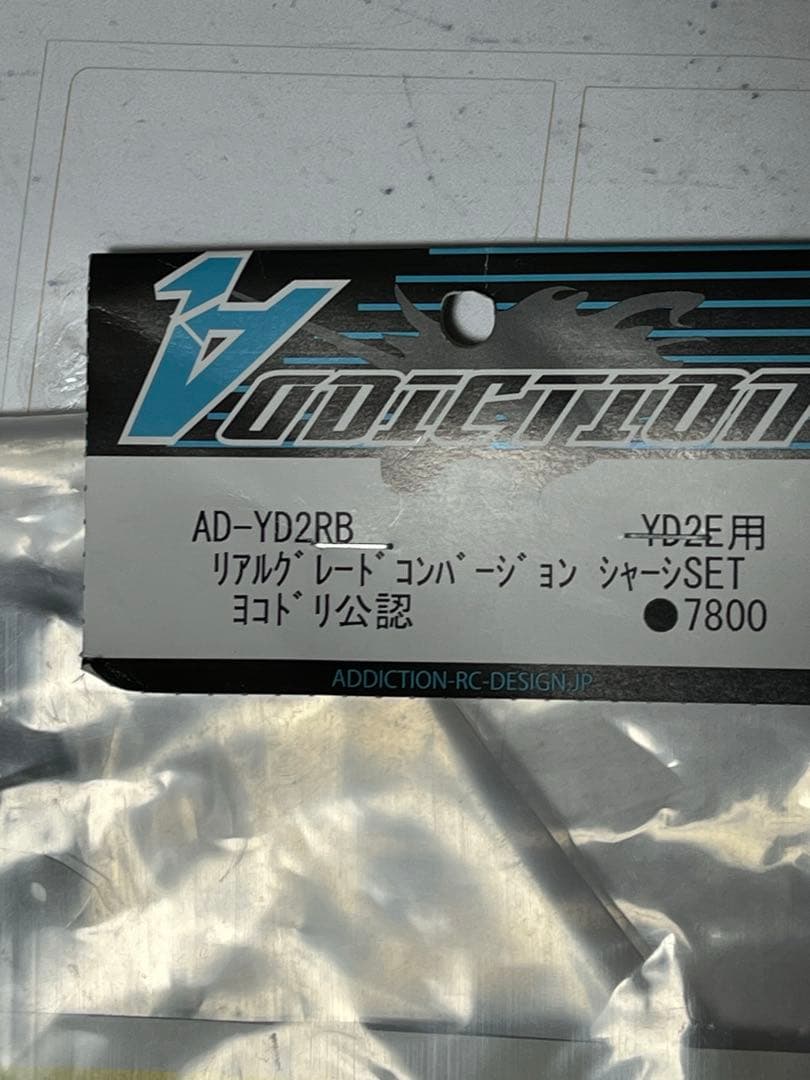 ADDICTION
AD-YD2RB YD2E用
ﾘｱﾙｸﾞﾚｰﾄﾞｺﾝﾊﾞｰｼﾞｮﾝ ｼｬｰｼSET
ﾖｺﾄﾞﾘ公認 ●7800
ADDICTION-RC-DESIGN.JP